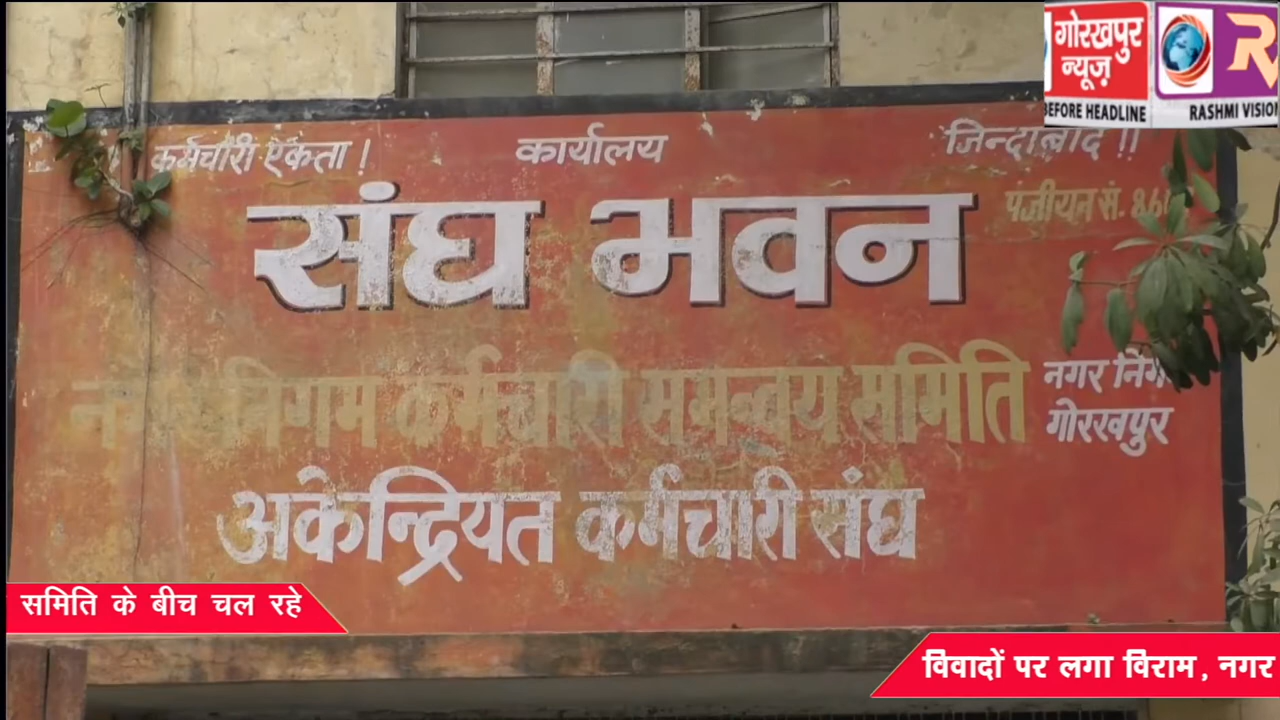 गोरखपुर
न्यूज़
BEFORE HEADLINE
R
RASHMI VISION
कर्मचारी एकता ! कार्यालय जिन्दाबाद !!
पंजीयन सं.
संघ भवन
निगम कर्मचारी समन्वय समिति
नगर
गोरखपुर
अकेन्द्रियत कर्मचारी संघ
समिति के बीच चल रहे
विवादों पर लगा विराम, नगर